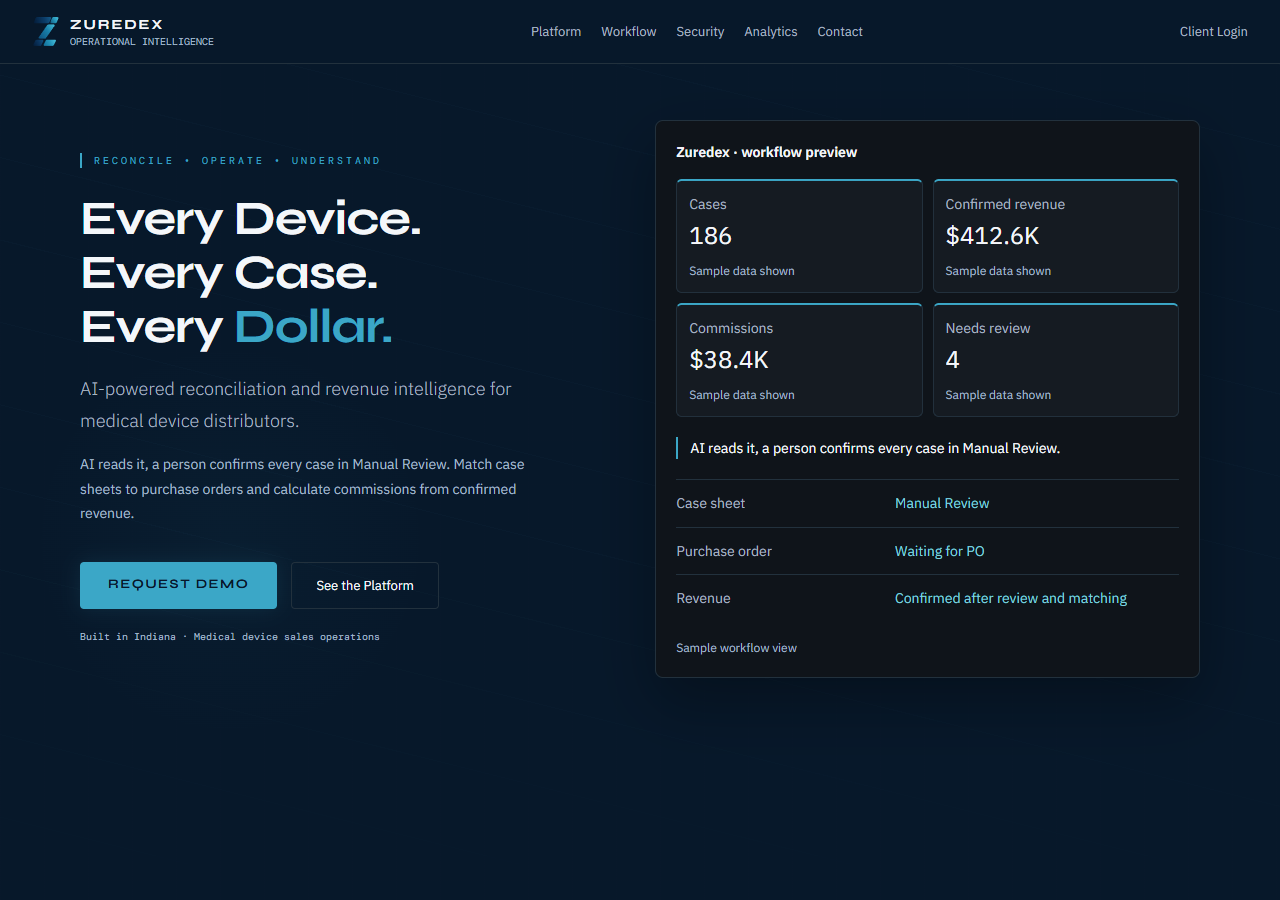 ZUREDEX
OPERATIONAL INTELLIGENCE
Platform
Workflow
Security
Analytics
Contact
Client Login
RECONCILE • OPERATE • UNDERSTAND
Every Device.
Every Case.
Every Dollar.
AI-powered reconciliation and revenue intelligence for
medical device distributors.
AI reads it, a person confirms every case in Manual Review. Match case
sheets to purchase orders and calculate commissions from confirmed
revenue.
REQUEST DEMO
See the Platform
Built in Indiana · Medical device sales operations
Zuredex · workflow preview
Cases
186
Sample data shown
Confirmed revenue
$412.6K
Sample data shown
Commissions
$38.4K
Sample data shown
Needs review
4
Sample data shown
AI reads it, a person confirms every case in Manual Review.
Case sheet
Manual Review
Purchase order
Waiting for PO
Revenue
Confirmed after review and matching
Sample workflow view